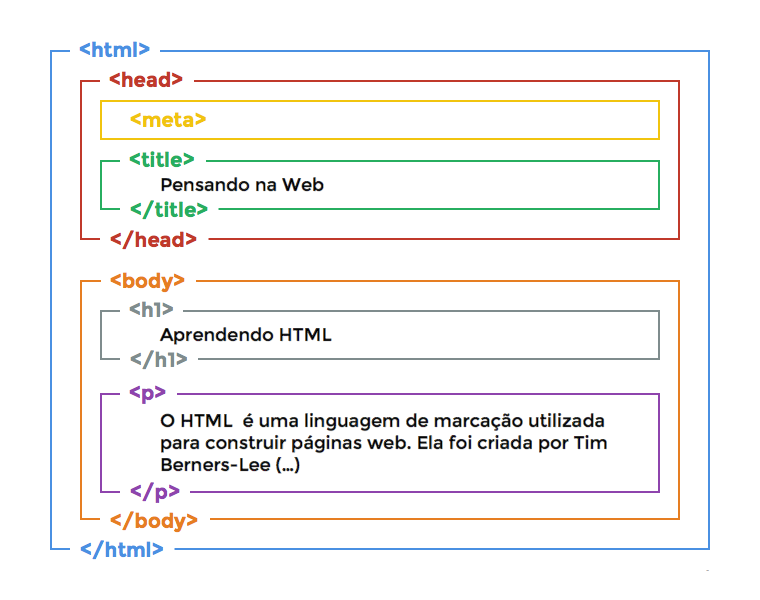 <html>
<head>
<meta>
<title>
Pensando na Web
</title>
</head>
<body>
<h1>
Aprendendo HTML
</h1>
<p>
O HTML é uma linguagem de marcação utilizada
para construir páginas web. Ela foi criada por Tim
Berners-Lee (...)
</p>
</body>
</html>